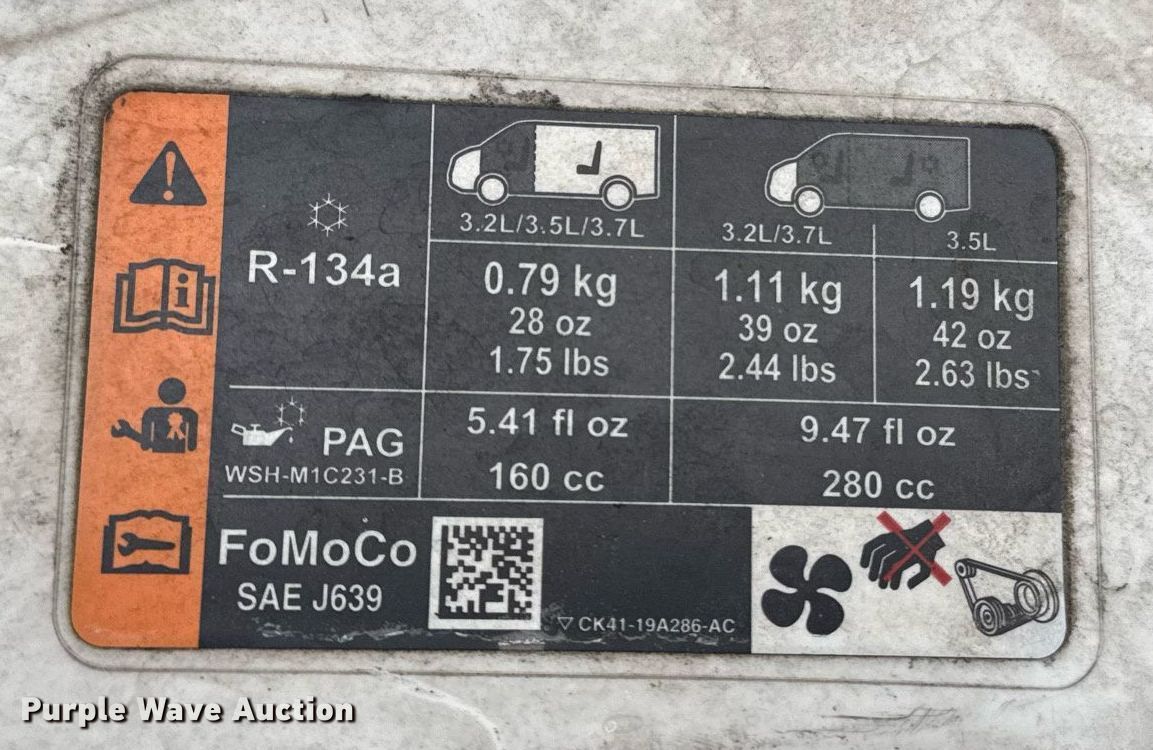 3.2L/3.5L/3.7L
3.2L/3.7L
3.5L
R-134a
0.79 kg
28 oz
1.75 lbs
1.11 kg
39 oz
2.44 lbs
1.19 kg
42 oz
2.63 lbs
PAG
WSH-M1C231-B
5.41 fl oz
160 cc
9.47 fl oz
280 cc
FoMoCo
SAE J639
CK41-19A286-AC
Purple Wave Auction